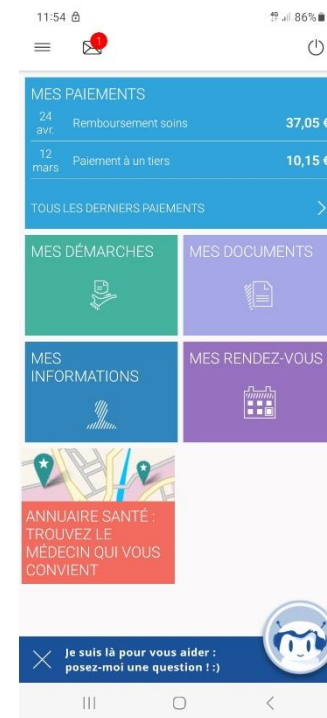 11:54
86%
1
MES PAIEMENTS
24
avr.
Remboursement soins
37,05 €
12
mars
Paiement à un tiers
10,15 €
TOUS LES DERNIERS PAIEMENTS
MES DÉMARCHES
MES DOCUMENTS
MES
INFORMATIONS
MES RENDEZ-VOUS
ANNUAIRE SANTÉ :
TROUVEZ LE
MÉDECIN QUI VOUS
CONVIENT
Je suis là pour vous aider :
posez-moi une question ! :)